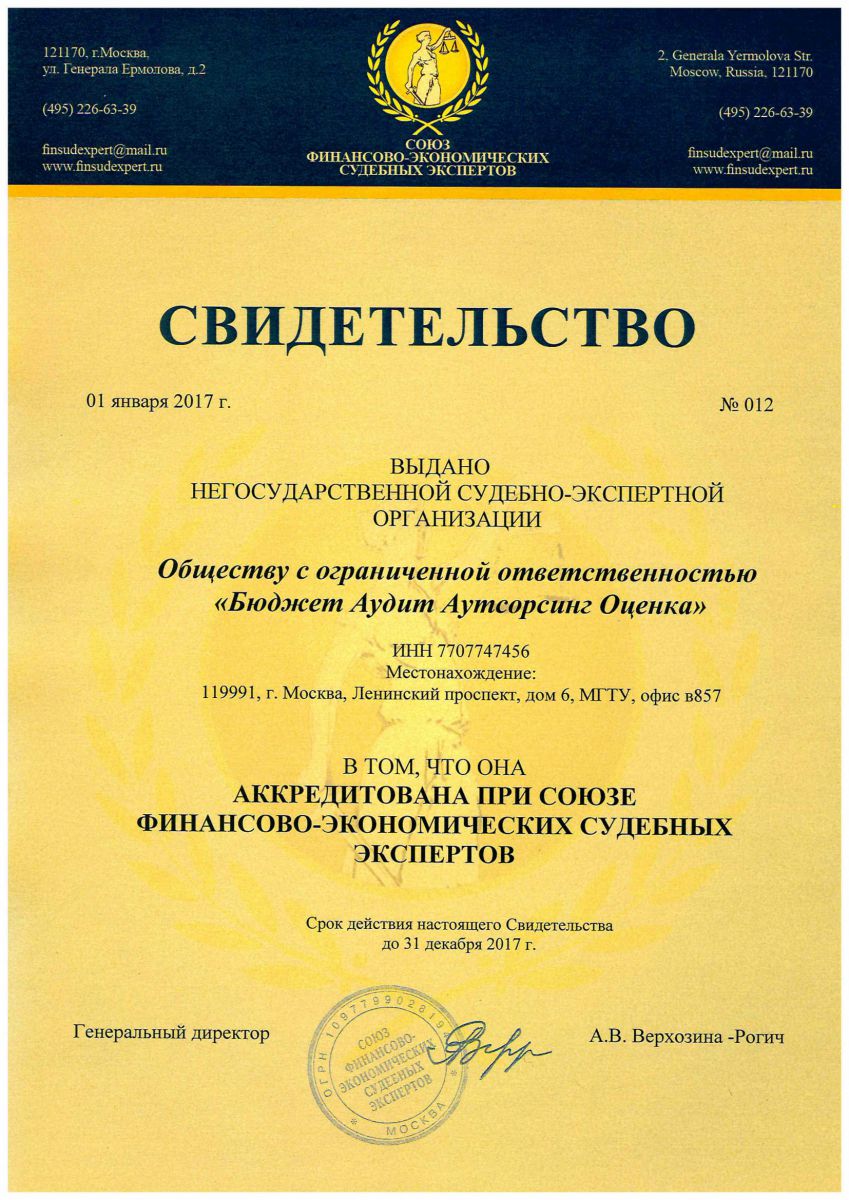 121170, г.Москва,
ул. Генерала Ермолова, д.2
(495) 226-63-39
finsudexpert@mail.ru
www.finsudexpert.ru
СОЮЗ
ФИНАНСОВО-ЭКОНОМИЧЕСКИХ
СУДЕБНЫХ ЭКСПЕРТОВ
2, Generala Yermolova Str.
Moscow, Russia, 121170
(495) 226-63-39
finsudexpert@mail.ru
www.finsudexpert.ru
СВИДЕТЕЛЬСТВО
01 января 2017 г.
№ 012
ВЫДАНО
НЕГОСУДАРСТВЕННОЙ СУДЕБНО-ЭКСПЕРТНОЙ
ОРГАНИЗАЦИИ
Обществу с ограниченной ответственностью
«Бюджет Аудит Аутсорсинг Оценка»
ИНН 7707747456
Местонахождение:
119991, г. Москва, Ленинский проспект, дом 6, МГТУ, офис в857
В ТОМ, ЧТО ОНА
АККРЕДИТОВАНА ПРИ СОЮЗЕ
ФИНАНСОВО-ЭКОНОМИЧЕСКИХ СУДЕБНЫХ
ЭКСПЕРТОВ
Срок действия настоящего Свидетельства
до 31 декабря 2017 г.
Генеральный директор
ОГРН
СОЮЗ
ФИНАНСОВО-
ЭКОНОМИЧЕСКИХ
СУДЕБНЫХ
ЭКСПЕРТОВ
* МОСКВА *
А.В. Верхозина -Рогич